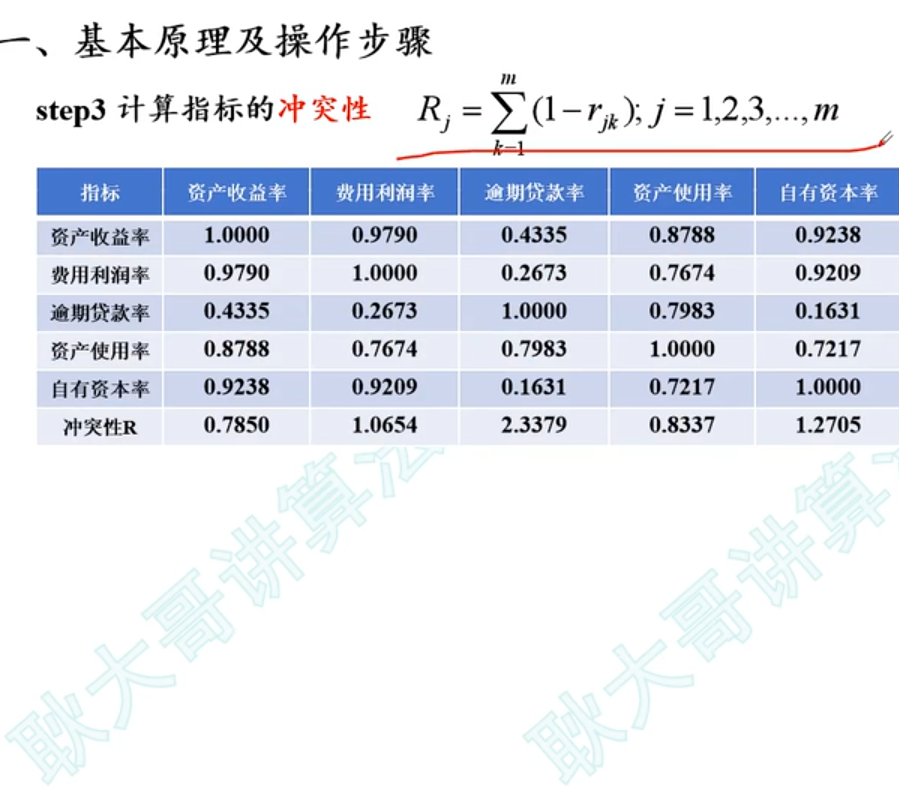 一、基本原理及操作步骤
step3 计算指标的冲突性 R_j = \sum_{k=1}^{m} (1 - r_{jk}); j = 1,2,3,...,m
指标 资产收益率 费用利润率 逾期贷款率 资产使用率 自有资本率
资产收益率 1.0000 0.9790 0.4335 0.8788 0.9238
费用利润率 0.9790 1.0000 0.2673 0.7674 0.9209
逾期贷款率 0.4335 0.2673 1.0000 0.7983 0.1631
资产使用率 0.8788 0.7674 0.7983 1.0000 0.7217
自有资本率 0.9238 0.9209 0.1631 0.7217 1.0000
冲突性R 0.7850 1.0654 2.3379 0.8337 1.2705
耿大哥讲算法
耿大哥讲算